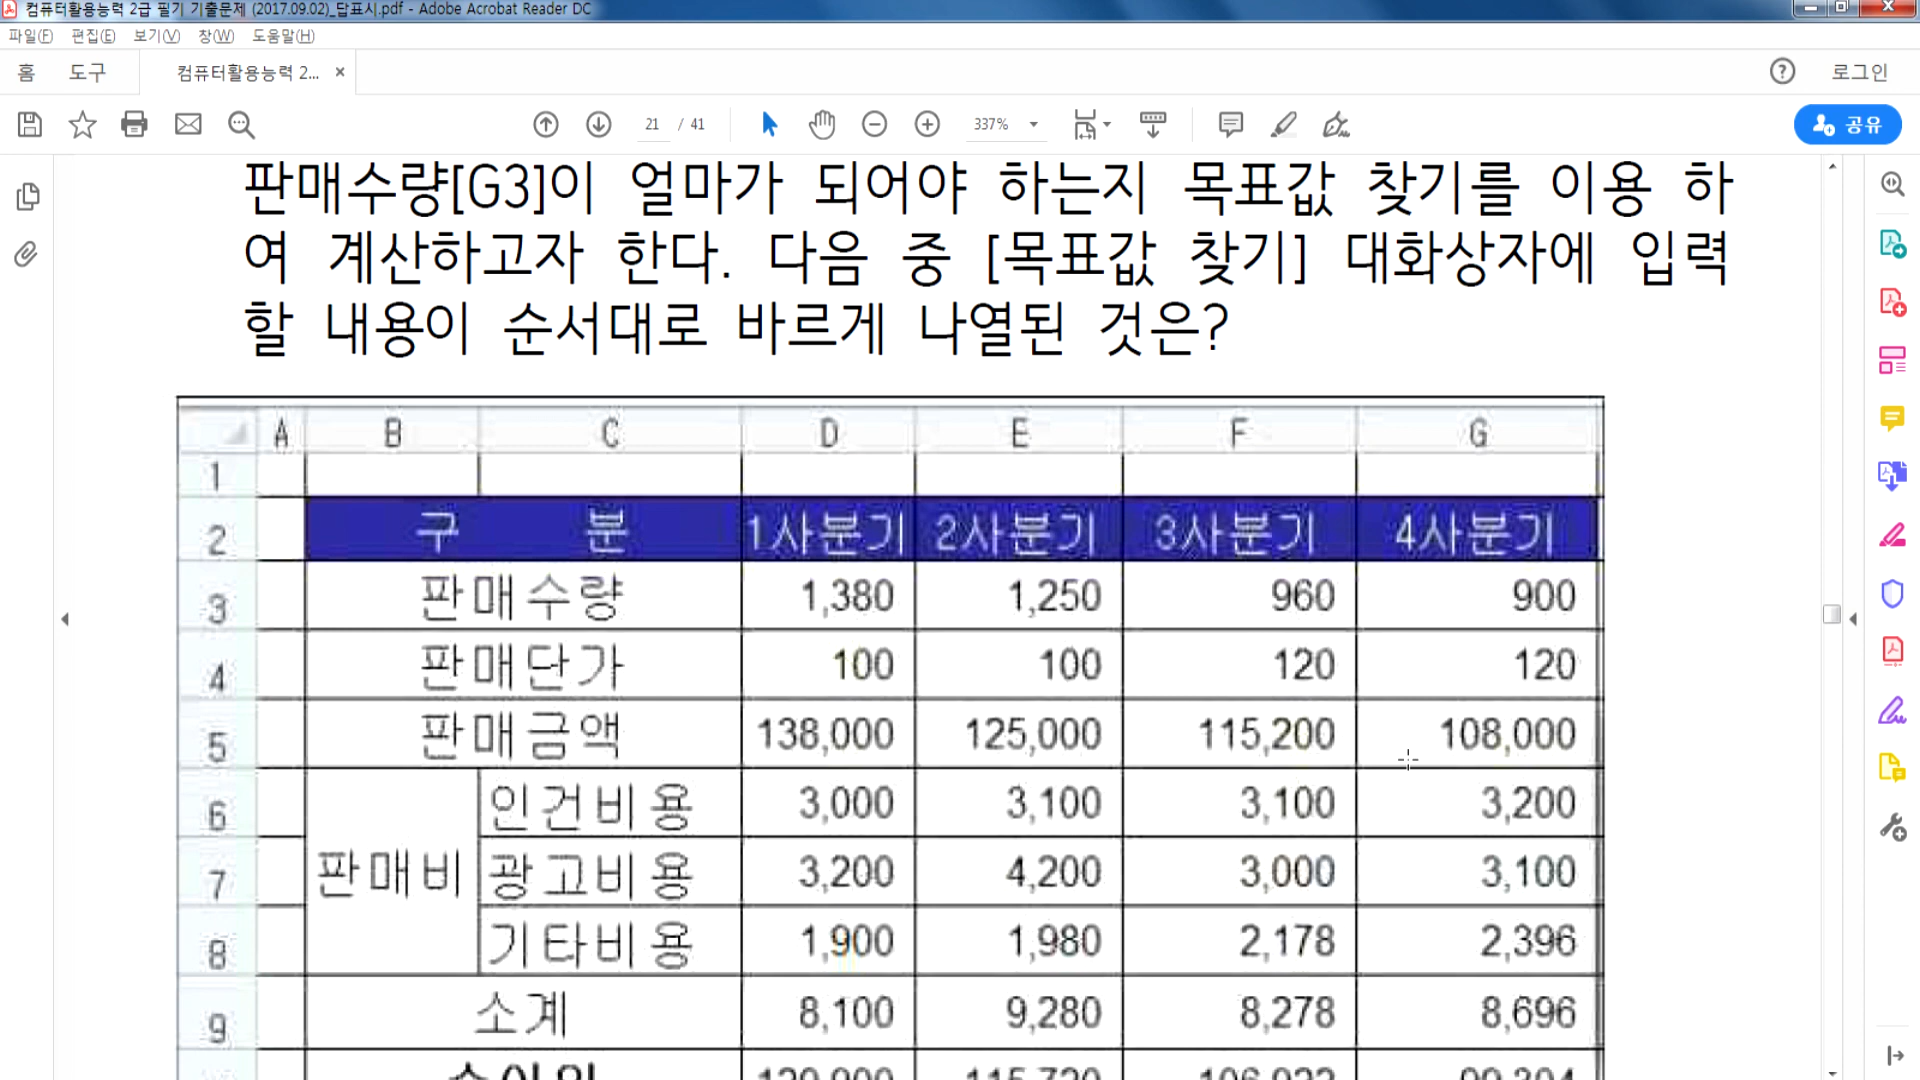 컴퓨터활용능력 2급 필기 기출문제 (2017.09.02)_답표시.pdf - Adobe Acrobat Reader DC
파일(F) 편집(E) 보기(V) 창(W) 도움말(H)
홈 도구 컴퓨터활용능력 2... × 로그인
21 / 41 337% 공유
판매수량[G3]이 얼마가 되어야 하는지 목표값 찾기를 이용 하
여 계산하고자 한다. 다음 중 [목표값 찾기] 대화상자에 입력
할 내용이 순서대로 바르게 나열된 것은?
A B C D E F G
1
2 구 분 1사분기 2사분기 3사분기 4사분기
3 판매수량 1,380 1,250 960 900
4 판매단가 100 100 120 120
5 판매금액 138,000 125,000 115,200 108,000
6 인건비용 3,000 3,100 3,100 3,200
7 판매비 광고비용 3,200 4,200 3,000 3,100
8 기타비용 1,900 1,980 2,178 2,396
9 소계 8,100 9,280 8,278 8,696